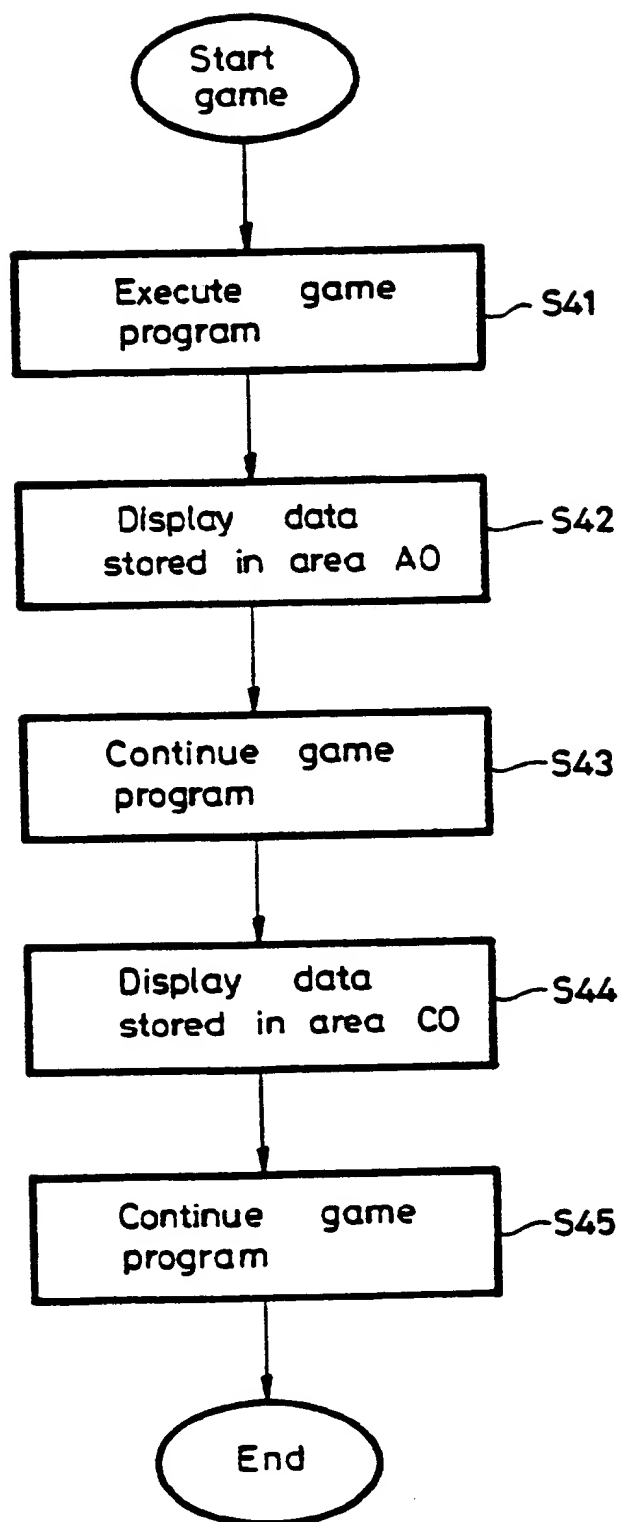 Start
game
Execute game
program
S41
Display data
stored in area A0
S42
Continue game
program
S43
Display data
stored in area C0
S44
Continue game
program
S45
End